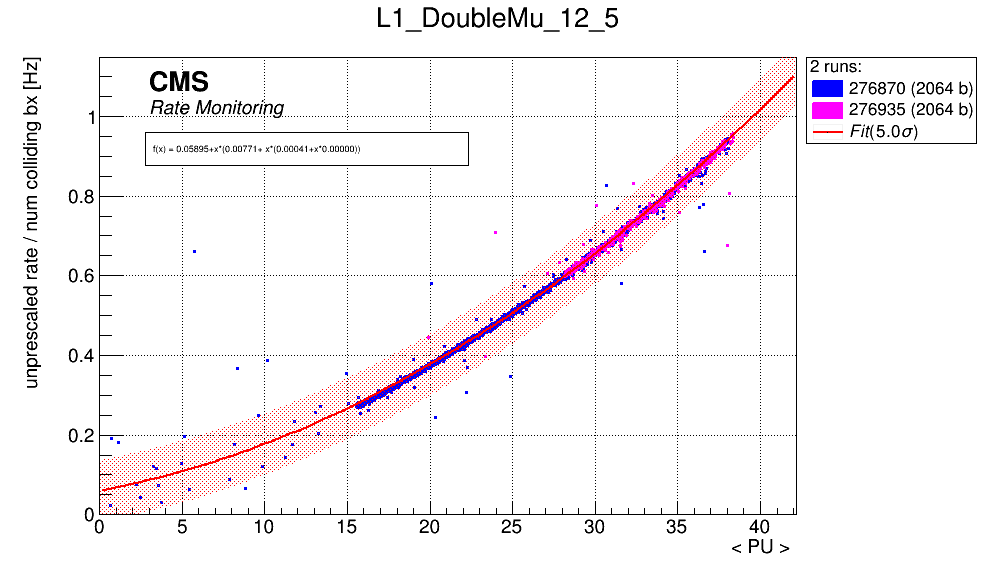 L1_DoubleMu_12_5
unprescaled rate / num colliding bx [Hz]
CMS
Rate Monitoring
f(x) = 0.05895+x*(0.00771+ x*(0.00041+x*0.00000))
2 runs:
276870 (2064 b)
276935 (2064 b)
Fit(5.0σ)
1
0.8
0.6
0.4
0.2
0
0 5 10 15 20 25 30 35 40
< PU >